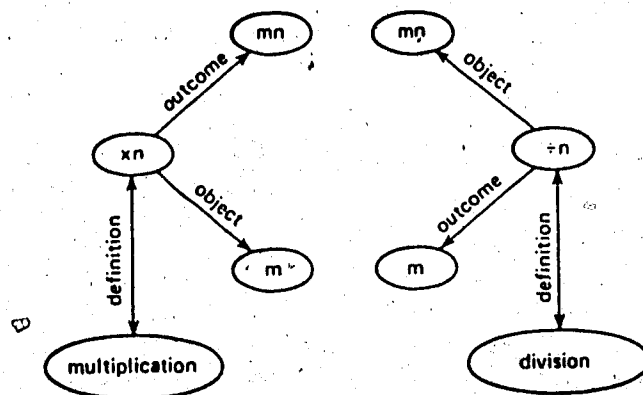 mn
outcome
xn
object
m
definition
multiplication
mn
object
÷n
outcome
m
definition
division